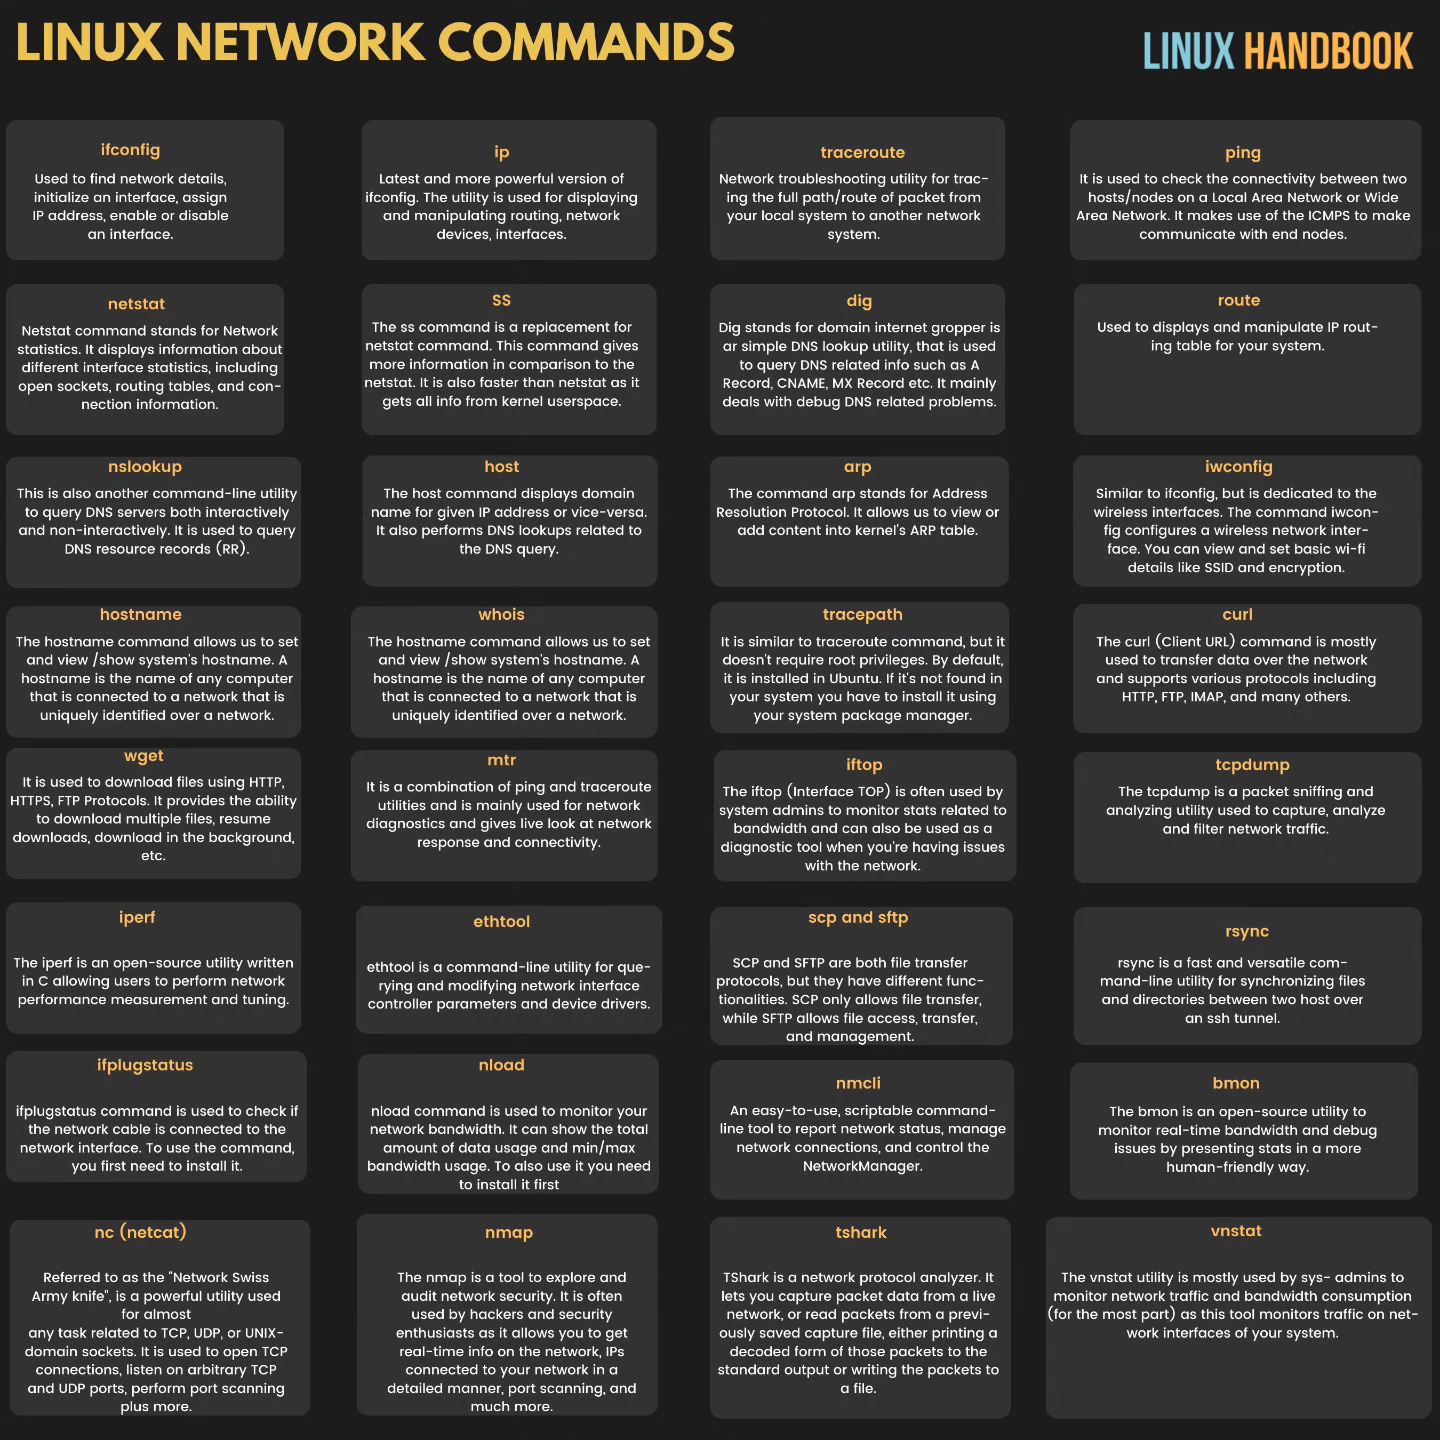 LINUX NETWORK COMMANDS
LINUX HANDBOOK
ifconfig
Used to find network details,
initialize an interface, assign
IP address, enable or disable
an interface.
ip
Latest and more powerful version of
ifconfig. The utility is used for displaying
and manipulating routing, network
devices, interfaces.
traceroute
Network troubleshooting utility for trac-
ing the full path/route of packet from
your local system to another network
system.
ping
It is used to check the connectivity between two
hosts/nodes on a Local Area Network or Wide
Area Network. It makes use of the ICMPS to make
communicate with end nodes.
netstat
Netstat command stands for Network
statistics. It displays information about
different interface statistics, including
open sockets, routing tables, and con-
nection information.
SS
The ss command is a replacement for
netstat command. This command gives
more information in comparison to the
netstat. It is also faster than netstat as it
gets all info from kernel userspace.
dig
Dig stands for domain internet gropper is
ar simple DNS lookup utility, that is used
to query DNS related info such as A
Record, CNAME, MX Record etc. It mainly
deals with debug DNS related problems.
route
Used to displays and manipulate IP rout-
ing table for your system.
nslookup
This is also another command-line utility
to query DNS servers both interactively
and non-interactively. It is used to query
DNS resource records (RR).
host
The host command displays domain
name for given IP address or vice-versa.
It also performs DNS lookups related to
the DNS query.
arp
The command arp stands for Address
Resolution Protocol. It allows us to view or
add content into kernel's ARP table.
iwconfig
Similar to ifconfig, but is dedicated to the
wireless interfaces. The command iwcon-
fig configures a wireless network inter-
face. You can view and set basic wi-fi
details like SSID and encryption.
hostname
The hostname command allows us to set
and view /show system's hostname. A
hostname is the name of any computer
that is connected to a network that is
uniquely identified over a network.
whois
The hostname command allows us to set
and view /show system's hostname. A
hostname is the name of any computer
that is connected to a network that is
uniquely identified over a network.
tracepath
It is similar to traceroute command, but it
doesn't require root privileges. By default,
it is installed in Ubuntu. If it's not found in
your system you have to install it using
your system package manager.
curl
The curl (Client URL) command is mostly
used to transfer data over the network
and supports various protocols including
HTTP, FTP, IMAP, and many others.
wget
It is used to download files using HTTP,
HTTPS, FTP Protocols. It provides the ability
to download multiple files, resume
downloads, download in the background,
etc.
mtr
It is a combination of ping and traceroute
utilities and is mainly used for network
diagnostics and gives live look at network
response and connectivity.
iftop
The iftop (Interface TOP) is often used by
system admins to monitor stats related to
bandwidth and can also be used as a
diagnostic tool when you're having issues
with the network.
tcpdump
The tcpdump is a packet sniffing and
analyzing utility used to capture, analyze
and filter network traffic.
iperf
The iperf is an open-source utility written
in C allowing users to perform network
performance measurement and tuning.
ethtool
ethtool is a command-line utility for que-
rying and modifying network interface
controller parameters and device drivers.
scp and sftp
SCP and SFTP are both file transfer
protocols, but they have different func-
tionalities. SCP only allows file transfer,
while SFTP allows file access, transfer,
and management.
rsync
rsync is a fast and versatile com-
mand-line utility for synchronizing files
and directories between two host over
an ssh tunnel.
ifplugstatus
ifplugstatus command is used to check if
the network cable is connected to the
network interface. To use the command,
you first need to install it.
nload
nload command is used to monitor your
network bandwidth. It can show the total
amount of data usage and min/max
bandwidth usage. To also use it you need
to install it first
nmcli
An easy-to-use, scriptable command-
line tool to report network status, manage
network connections, and control the
NetworkManager.
bmon
The bmon is an open-source utility to
monitor real-time bandwidth and debug
issues by presenting stats in a more
human-friendly way.
nc (netcat)
Referred to as the "Network Swiss
Army knife", is a powerful utility used
for almost
any task related to TCP, UDP, or UNIX-
domain sockets. It is used to open TCP
connections, listen on arbitrary TCP
and UDP ports, perform port scanning
plus more.
nmap
The nmap is a tool to explore and
audit network security. It is often
used by hackers and security
enthusiasts as it allows you to get
real-time info on the network, IPs
connected to your network in a
detailed manner, port scanning, and
much more.
tshark
TShark is a network protocol analyzer. It
lets you capture packet data from a live
network, or read packets from a previ-
ously saved capture file, either printing a
decoded form of those packets to the
standard output or writing the packets to
a file.
vnstat
The vnstat utility is mostly used by sys- admins to
monitor network traffic and bandwidth consumption
(for the most part) as this tool monitors traffic on net-
work interfaces of your system.